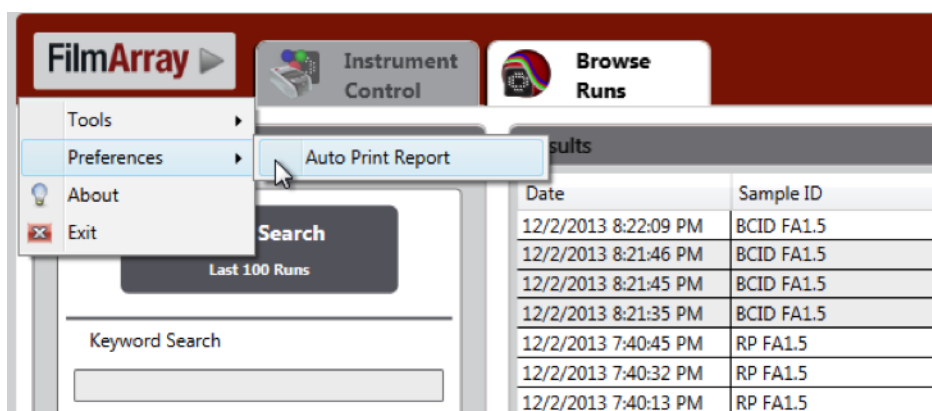 FilmArray
Instrument
Control
Browse
Runs
Tools
Preferences
Auto Print Report
About
Exit
Search
Last 100 Runs
Keyword Search
Date Sample ID
12/2/2013 8:22:09 PM BCID FA1.5
12/2/2013 8:21:46 PM BCID FA1.5
12/2/2013 8:21:45 PM BCID FA1.5
12/2/2013 8:21:35 PM BCID FA1.5
12/2/2013 7:40:45 PM RP FA1.5
12/2/2013 7:40:32 PM RP FA1.5
12/2/2013 7:40:13 PM RP FA1.5